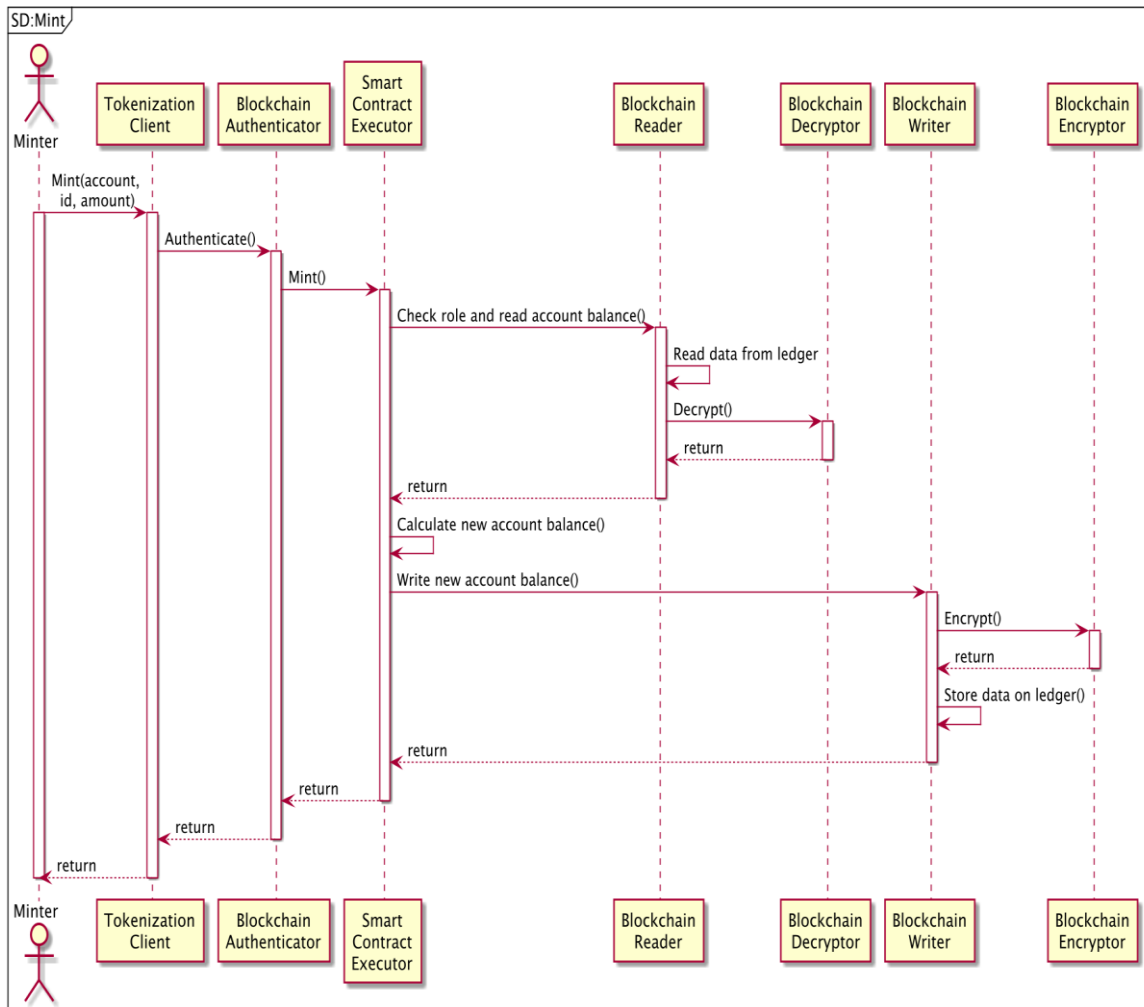 SD:Mint
Minter
Tokenization
Client
Blockchain
Authenticator
Smart
Contract
Executor
Blockchain
Reader
Blockchain
Decryptor
Blockchain
Writer
Blockchain
Encryptor
Mint(account,
id, amount)
Authenticate()
Mint()
Check role and read account balance()
Read data from ledger
Decrypt()
return
return
Calculate new account balance()
Write new account balance()
Encrypt()
return
Store data on ledger()
return
return
return
return
Minter
Tokenization
Client
Blockchain
Authenticator
Smart
Contract
Executor
Blockchain
Reader
Blockchain
Decryptor
Blockchain
Writer
Blockchain
Encryptor